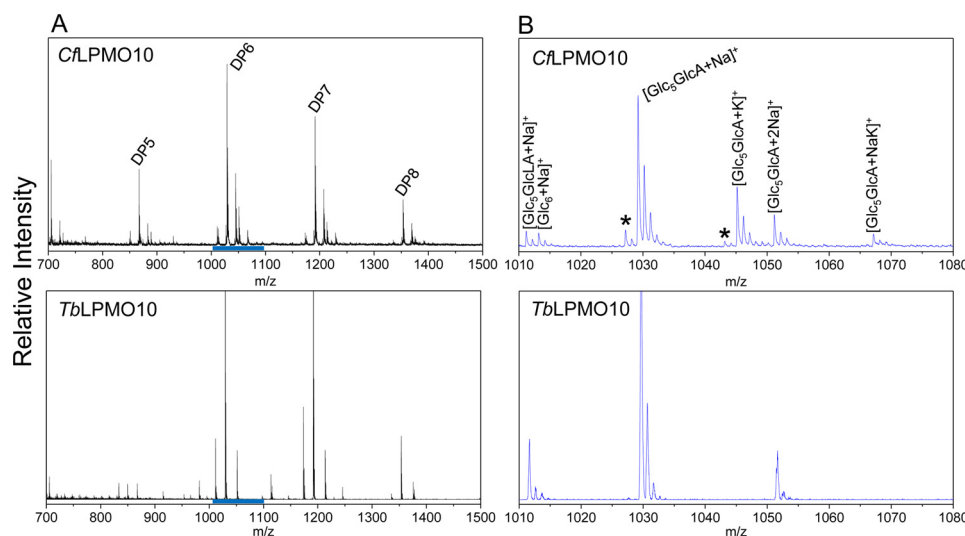 A
B
Relative Intensity
CfLPMO10
DP5
DP6
DP7
DP8
700 800 900 1000 1100 1200 1300 1400 1500
m/z
CfLPMO10
[Glc5GlcLA+Na]+
[Glc6+Na]+
*
[Glc5GlcA+Na]+
*
[Glc5GlcA+K]+
[Glc5GlcA+2Na]+
[Glc5GlcA+NaK]+
1010 1020 1030 1040 1050 1060 1070 1080
m/z
TbLPMO10
700 800 900 1000 1100 1200 1300 1400 1500
m/z
TbLPMO10
1010 1020 1030 1040 1050 1060 1070 1080
m/z